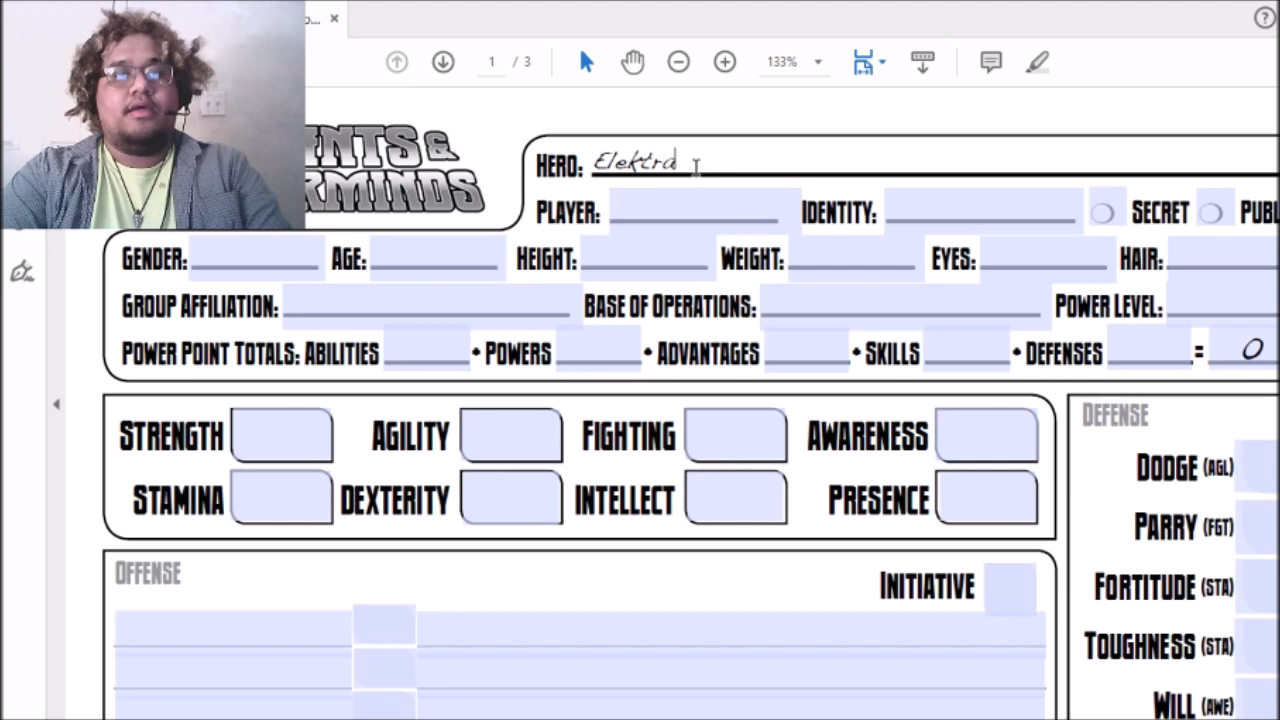 o...
1 / 3
133%
INTS &
RMINDS
HERO: Elektra
PLAYER: IDENTITY: SECRET PUBL
GENDER: AGE: HEIGHT: WEIGHT: EYES: HAIR:
GROUP AFFILIATION: BASE OF OPERATIONS: POWER LEVEL:
POWER POINT TOTALS: ABILITIES • POWERS • ADVANTAGES • SKILLS • DEFENSES = 0
STRENGTH AGILITY FIGHTING AWARENESS
STAMINA DEXTERITY INTELLECT PRESENCE
DEFENSE
DODGE (AGL)
PARRY (FGT)
FORTITUDE (STA)
TOUGHNESS (STA)
WILL (AWE)
OFFENSE
INITIATIVE